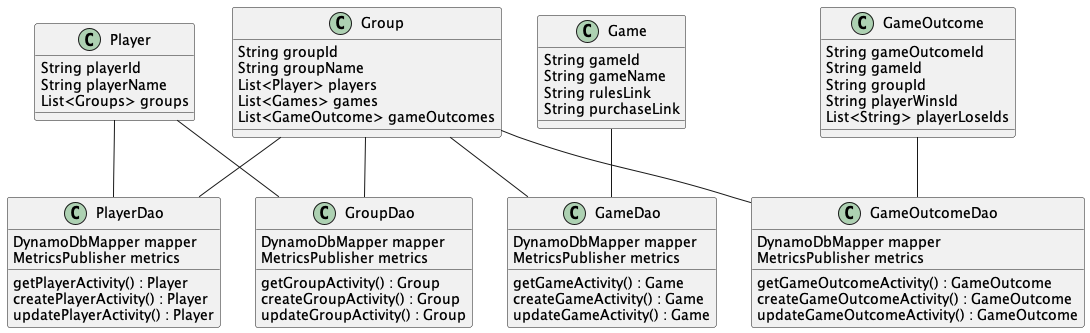 C Player
String playerId
String playerName
List<Groups> groups
C Group
String groupId
String groupName
List<Player> players
List<Games> games
List<GameOutcome> gameOutcomes
C Game
String gameId
String gameName
String rulesLink
String purchaseLink
C GameOutcome
String gameOutcomeId
String gameId
String groupId
String playerWinsId
List<String> playerLoseIds
C PlayerDao
DynamoDbMapper mapper
MetricsPublisher metrics
getPlayerActivity() : Player
createPlayerActivity() : Player
updatePlayerActivity() : Player
C GroupDao
DynamoDbMapper mapper
MetricsPublisher metrics
getGroupActivity() : Group
createGroupActivity() : Group
updateGroupActivity() : Group
C GameDao
DynamoDbMapper mapper
MetricsPublisher metrics
getGameActivity() : Game
createGameActivity() : Game
updateGameActivity() : Game
C GameOutcomeDao
DynamoDbMapper mapper
MetricsPublisher metrics
getGameOutcomeActivity() : GameOutcome
createGameOutcomeActivity() : GameOutcome
updateGameOutcomeActivity() : GameOutcome